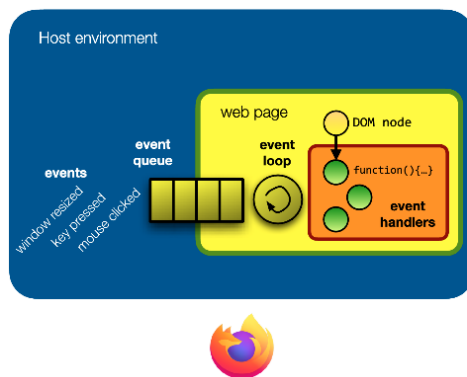 Host environment
web page
DOM node
event
queue
event
loop
events
function(){…}
window resized
key pressed
mouse clicked
event
handlers